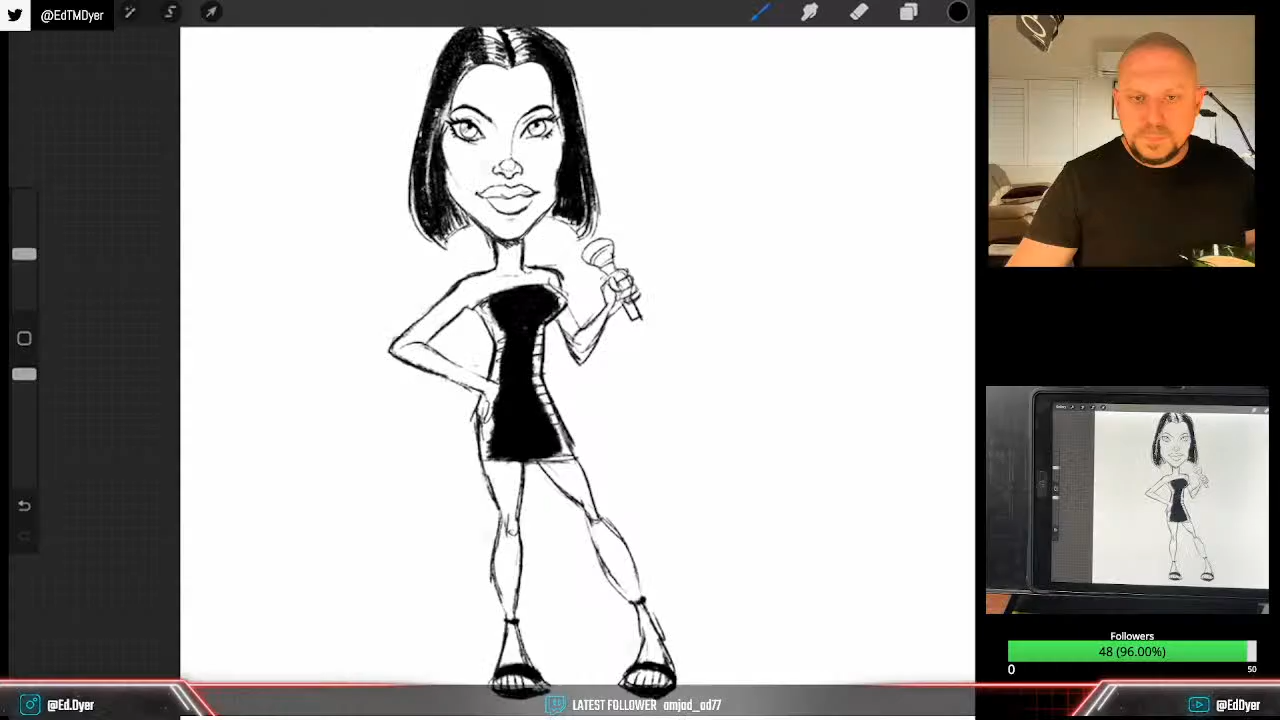 @EdTMDyer
Followers
48 (96.00%)
0
50
@Ed.Dyer
LATEST FOLLOWER amjad_ad77
@EdDyer